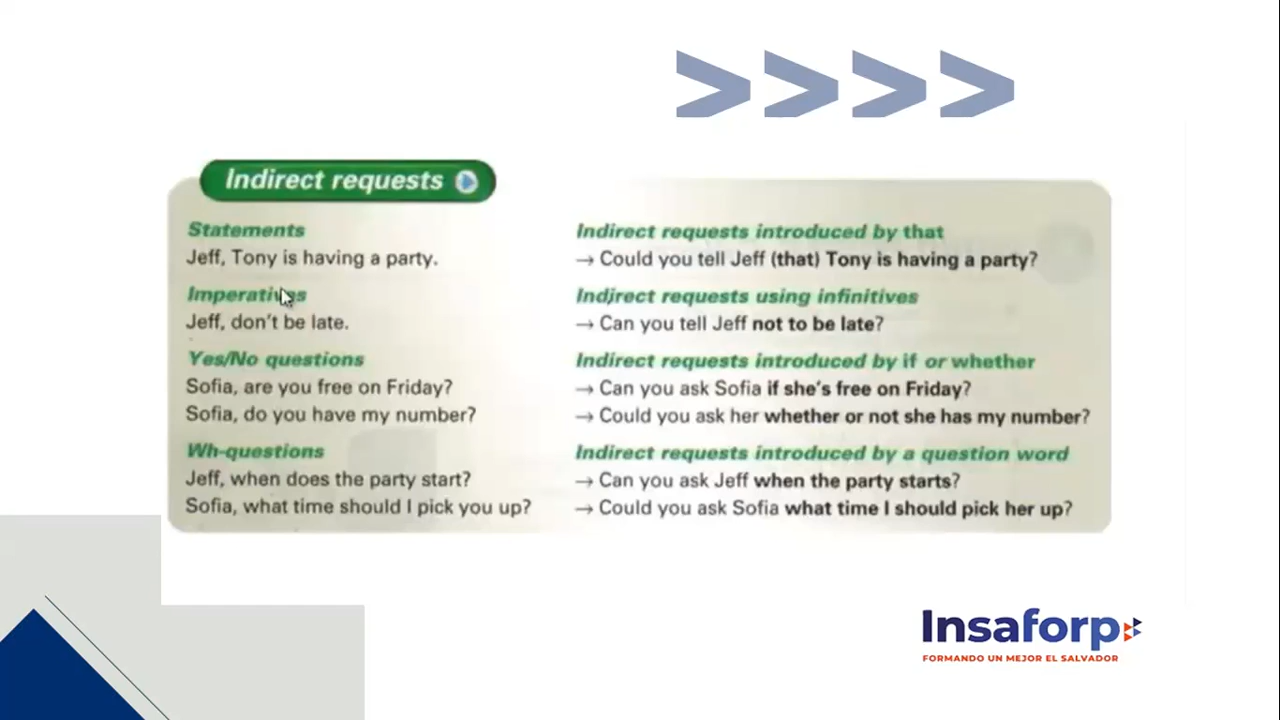 Indirect requests
Statements
Jeff, Tony is having a party.
Imperatives
Jeff, don't be late.
Yes/No questions
Sofia, are you free on Friday?
Sofia, do you have my number?
Wh-questions
Jeff, when does the party start?
Sofia, what time should I pick you up?
Indirect requests introduced by that
→ Could you tell Jeff (that) Tony is having a party?
Indirect requests using infinitives
→ Can you tell Jeff not to be late?
Indirect requests introduced by if or whether
→ Can you ask Sofia if she's free on Friday?
→ Could you ask her whether or not she has my number?
Indirect requests introduced by a question word
→ Can you ask Jeff when the party starts?
→ Could you ask Sofia what time I should pick her up?
Insaforp
FORMANDO UN MEJOR EL SALVADOR